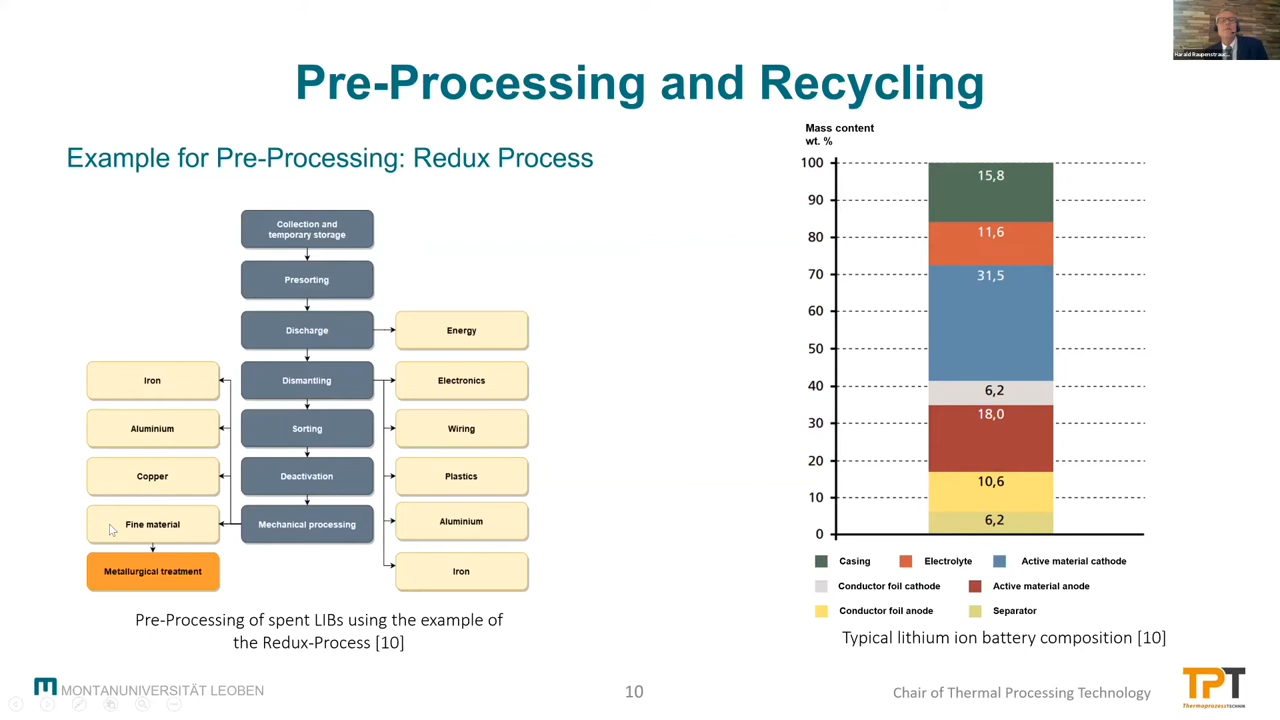 Harald Raupenstrauc...
Pre-Processing and Recycling
Example for Pre-Processing: Redux Process
Collection and
temporary storage
Presorting
Discharge
Energy
Iron
Dismantling
Electronics
Aluminium
Sorting
Wiring
Copper
Deactivation
Plastics
Fine material
Mechanical processing
Aluminium
Metallurgical treatment
Iron
Pre-Processing of spent LIBs using the example of
the Redux-Process [10]
Mass content
wt. %
100
90
80
70
60
50
40
30
20
10
0
15,8
11,6
31,5
6,2
18,0
10,6
6,2
Casing
Electrolyte
Active material cathode
Conductor foil cathode
Active material anode
Conductor foil anode
Separator
Typical lithium ion battery composition [10]
MONTANUNIVERSITÄT LEOBEN
10
Chair of Thermal Processing Technology
TPT
ThermoprozessTECHNIK